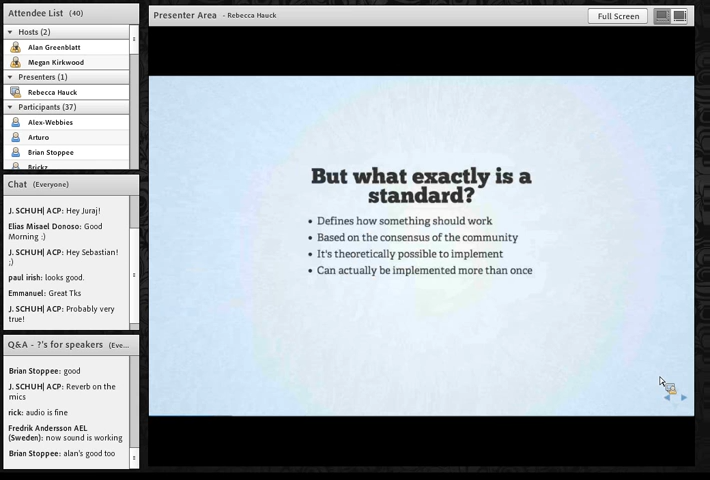 Attendee List (40)
Hosts (2)
Alan Greenblatt
Megan Kirkwood
Presenters (1)
Rebecca Hauck
Participants (37)
Alex-Webbies
Arturo
Brian Stoppee
Brickz
Chat (Everyone)
J. SCHUH| ACP: Hey Juraj!
Elias Misael Donoso: Good
Morning :)
J. SCHUH| ACP: Hey Sebastian!
;)
paul irish: looks good.
Emmanuel: Great Tks
J. SCHUH| ACP: Probably very
true!
Q&A - ?'s for speakers (Eve...
Brian Stoppee: good
J. SCHUH| ACP: Reverb on the
mics
rick: audio is fine
Fredrik Andersson AEL
(Sweden): now sound is working
Brian Stoppee: alan's good too
Presenter Area - Rebecca Hauck
Full Screen
But what exactly is a
standard?
• Defines how something should work
• Based on the consensus of the community
• It's theoretically possible to implement
• Can actually be implemented more than once